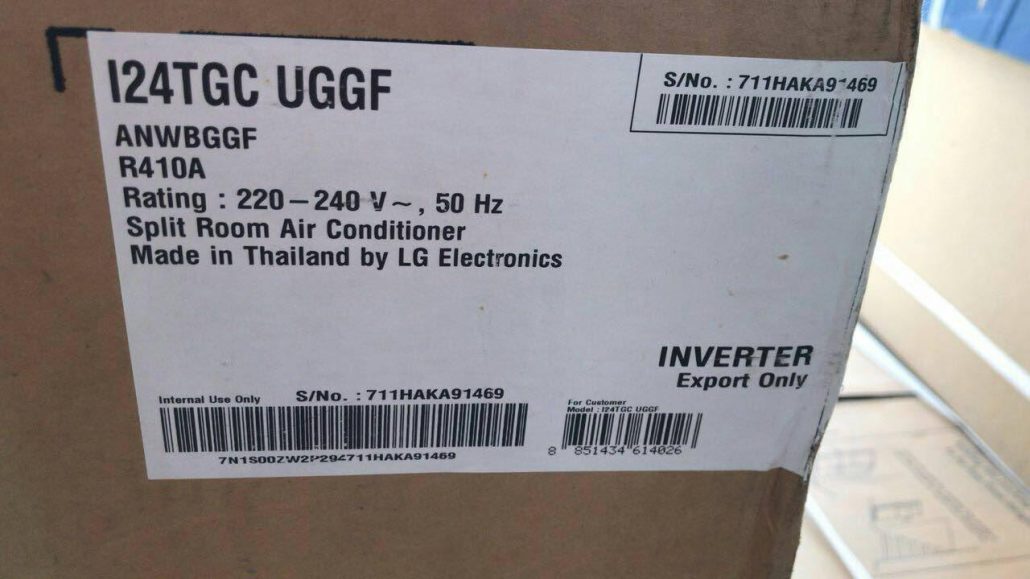 I24TGC UGGF
S/No. : 711HAKA91469
ANWBGGF
R410A
Rating : 220–240 V~, 50 Hz
Split Room Air Conditioner
Made in Thailand by LG Electronics
INVERTER
Export Only
Internal Use Only
S/No. : 711HAKA91469
For Customer
Model : I24TGC UGGF
8 851434 614026